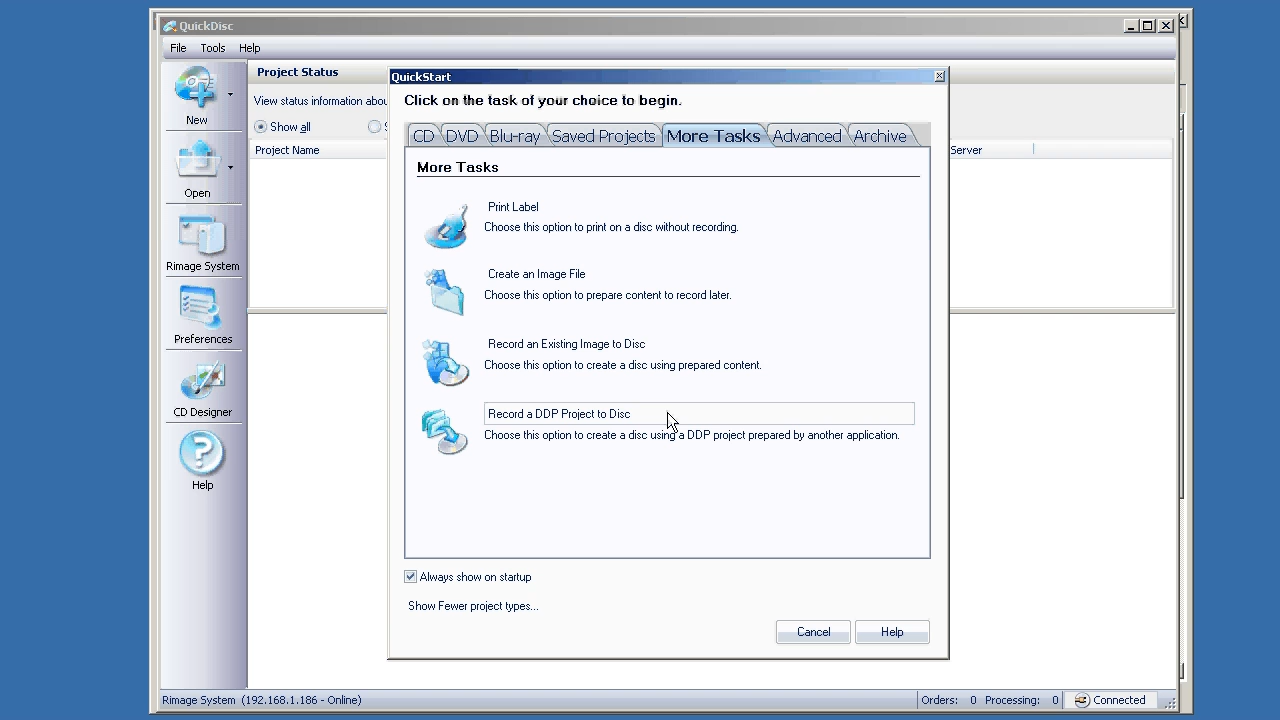 QuickDisc
File Tools Help
New
Open
Rimage System
Preferences
CD Designer
Help
Project Status
View status information abou
Show all
Project Name
Server
QuickStart
Click on the task of your choice to begin.
CD DVD Blu-ray Saved Projects More Tasks Advanced Archive
More Tasks
Print Label
Choose this option to print on a disc without recording.
Create an Image File
Choose this option to prepare content to record later.
Record an Existing Image to Disc
Choose this option to create a disc using prepared content.
Record a DDP Project to Disc
Choose this option to create a disc using a DDP project prepared by another application.
Always show on startup
Show Fewer project types...
Cancel Help
Rimage System (192.168.1.186 - Online)
Orders: 0 Processing: 0 Connected